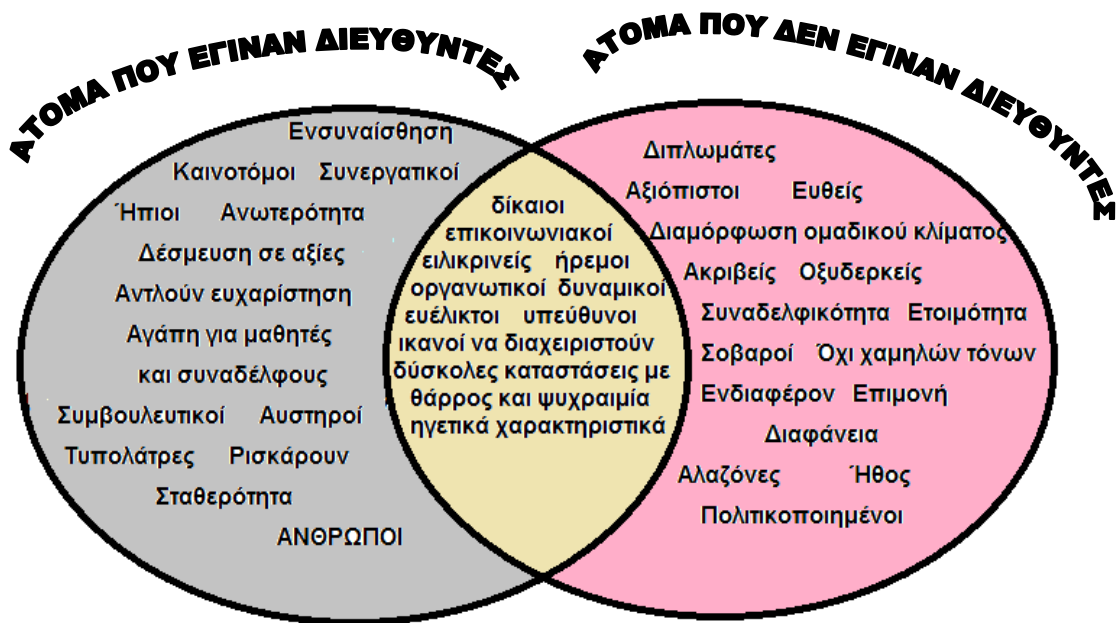 ΑΤΟΜΑ ΠΟΥ ΕΓΙΝΑΝ ΔΙΕΥΘΥΝΤΕΣ
Ενσυναίσθηση
Καινοτόμοι Συνεργατικοί
Ήπιοι Ανωτερότητα
Δέσμευση σε αξίες
Αντλούν ευχαρίστηση
Αγάπη για μαθητές
και συναδέλφους
Συμβουλευτικοί Αυστηροί
Τυπολάτρες Ρισκάρουν
Σταθερότητα
ΑΝΘΡΩΠΟΙ
δίκαιοι
επικοινωνιακοί
ειλικρινείς ήρεμοι
οργανωτικοί δυναμικοί
ευέλικτοι υπεύθυνοι
ικανοί να διαχειριστούν
δύσκολες καταστάσεις με
θάρρος και ψυχραιμία
ηγετικά χαρακτηριστικά
ΑΤΟΜΑ ΠΟΥ ΔΕΝ ΕΓΙΝΑΝ ΔΙΕΥΘΥΝΤΕΣ
Διπλωμάτες
Αξιόπιστοι Ευθείς
Διαμόρφωση ομαδικού κλίματος
Ακριβείς Οξυδερκείς
Συναδελφικότητα Ετοιμότητα
Σοβαροί Όχι χαμηλών τόνων
Ενδιαφέρον Επιμονή
Διαφάνεια
Αλαζόνες Ήθος
Πολιτικοποιημένοι